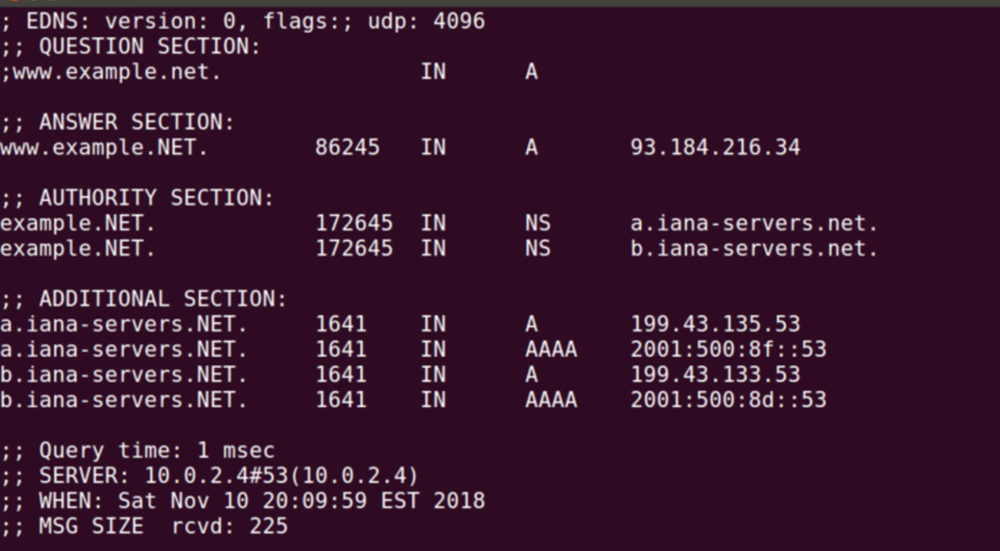 ; EDNS: version: 0, flags:; udp: 4096
;; QUESTION SECTION:
;www.example.net. IN A
;; ANSWER SECTION:
www.example.NET. 86245 IN A 93.184.216.34
;; AUTHORITY SECTION:
example.NET. 172645 IN NS a.iana-servers.net.
example.NET. 172645 IN NS b.iana-servers.net.
;; ADDITIONAL SECTION:
a.iana-servers.NET. 1641 IN A 199.43.135.53
a.iana-servers.NET. 1641 IN AAAA 2001:500:8f::53
b.iana-servers.NET. 1641 IN A 199.43.133.53
b.iana-servers.NET. 1641 IN AAAA 2001:500:8d::53
;; Query time: 1 msec
;; SERVER: 10.0.2.4#53(10.0.2.4)
;; WHEN: Sat Nov 10 20:09:59 EST 2018
;; MSG SIZE rcvd: 225